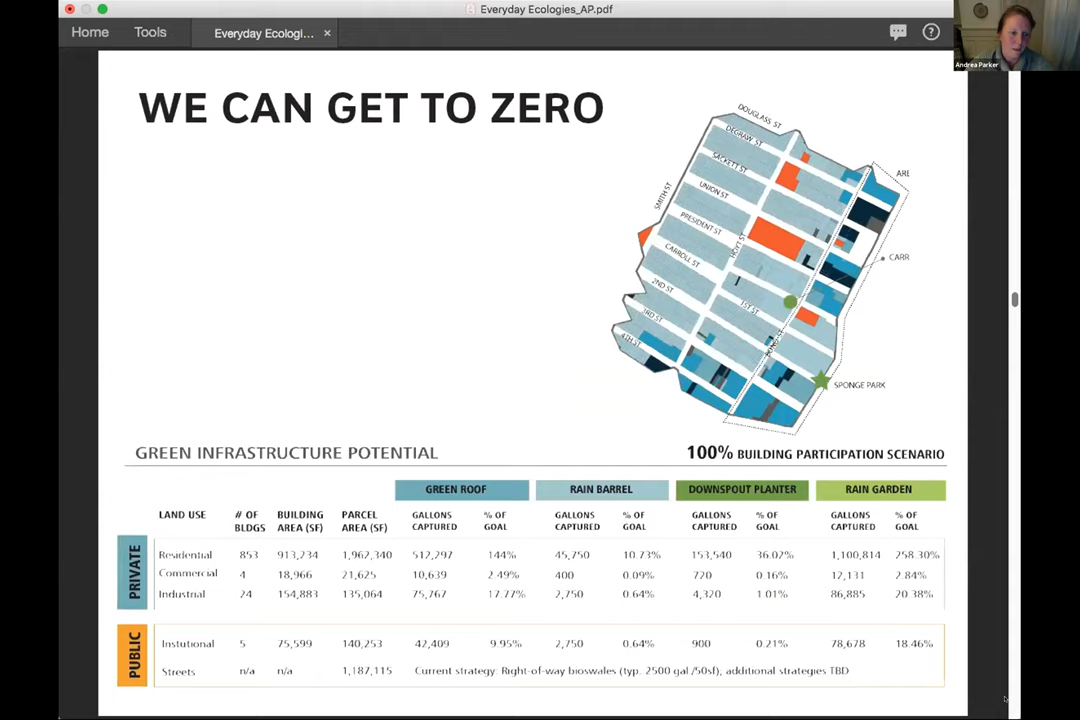 Everyday Ecologies_AP.pdf
Home Tools Everyday Ecologi... × ?
Andrea Parker
WE CAN GET TO ZERO
DOUGLASS ST
DEGRAW ST
SACKETT ST
UNION ST
SMITH ST
PRESIDENT ST
HOYT ST
CARROLL ST
2ND ST
1ST ST
3RD ST
4TH ST
ARE
CARR
SPONGE PARK
GREEN INFRASTRUCTURE POTENTIAL 100% BUILDING PARTICIPATION SCENARIO
GREEN ROOF RAIN BARREL DOWNSPOUT PLANTER RAIN GARDEN
LAND USE # OF BLDGS BUILDING AREA (SF) PARCEL AREA (SF) GALLONS CAPTURED % OF GOAL GALLONS CAPTURED % OF GOAL GALLONS CAPTURED % OF GOAL GALLONS CAPTURED % OF GOAL
PRIVATE
Residential 853 913,234 1,962,340 512,297 144% 45,750 10.73% 153,540 36.02% 1,100,814 258.30%
Commercial 4 18,966 21,625 10,639 2.49% 400 0.09% 720 0.16% 12,131 2.84%
Industrial 24 154,883 135,064 75,767 17.77% 2,750 0.64% 4,320 1.01% 86,885 20.38%
PUBLIC
Instutional 5 75,599 140,253 42,409 9.95% 2,750 0.64% 900 0.21% 78,678 18.46%
Streets n/a n/a 1,187,115 Current strategy: Right-of-way bioswales (typ. 2500 gal /50sf), additional strategies TBD